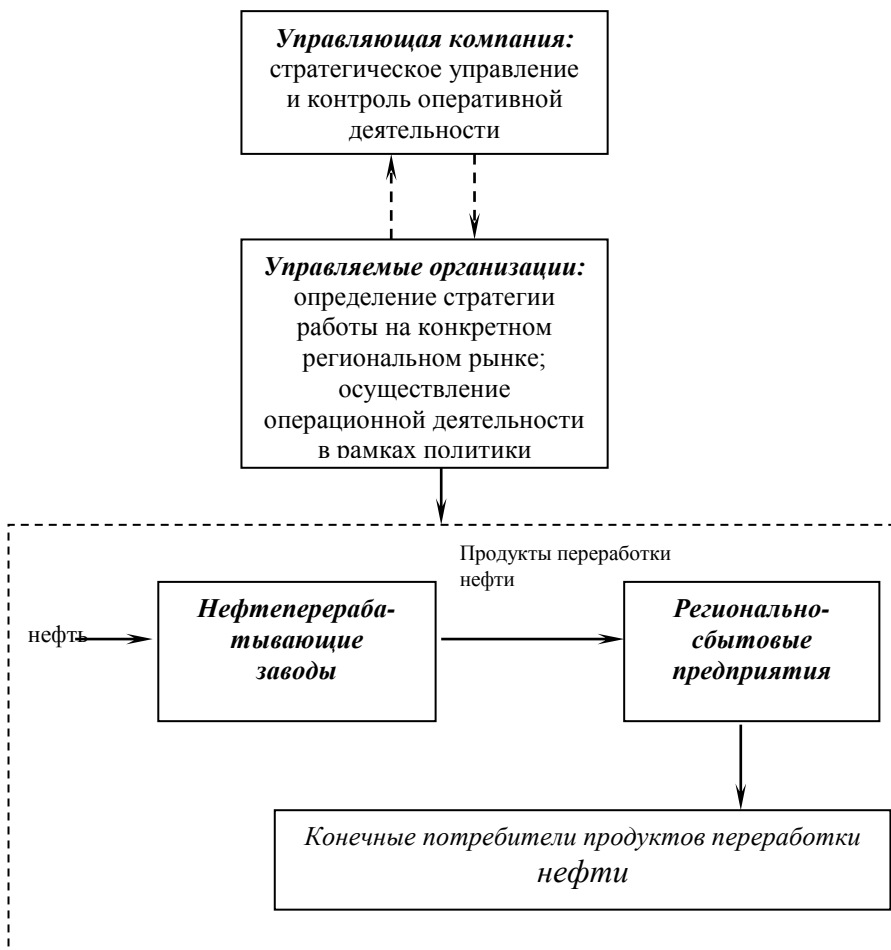 Управляющая компания:
стратегическое управление
и контроль оперативной
деятельности
Управляемые организации:
определение стратегии
работы на конкретном
региональном рынке;
осуществление
операционной деятельности
в рамках политики
Продукты переработки
нефти
нефть
Нефтеперераба-
тывающие
заводы
Регионально-
сбытовые
предприятия
Конечные потребители продуктов переработки
нефти